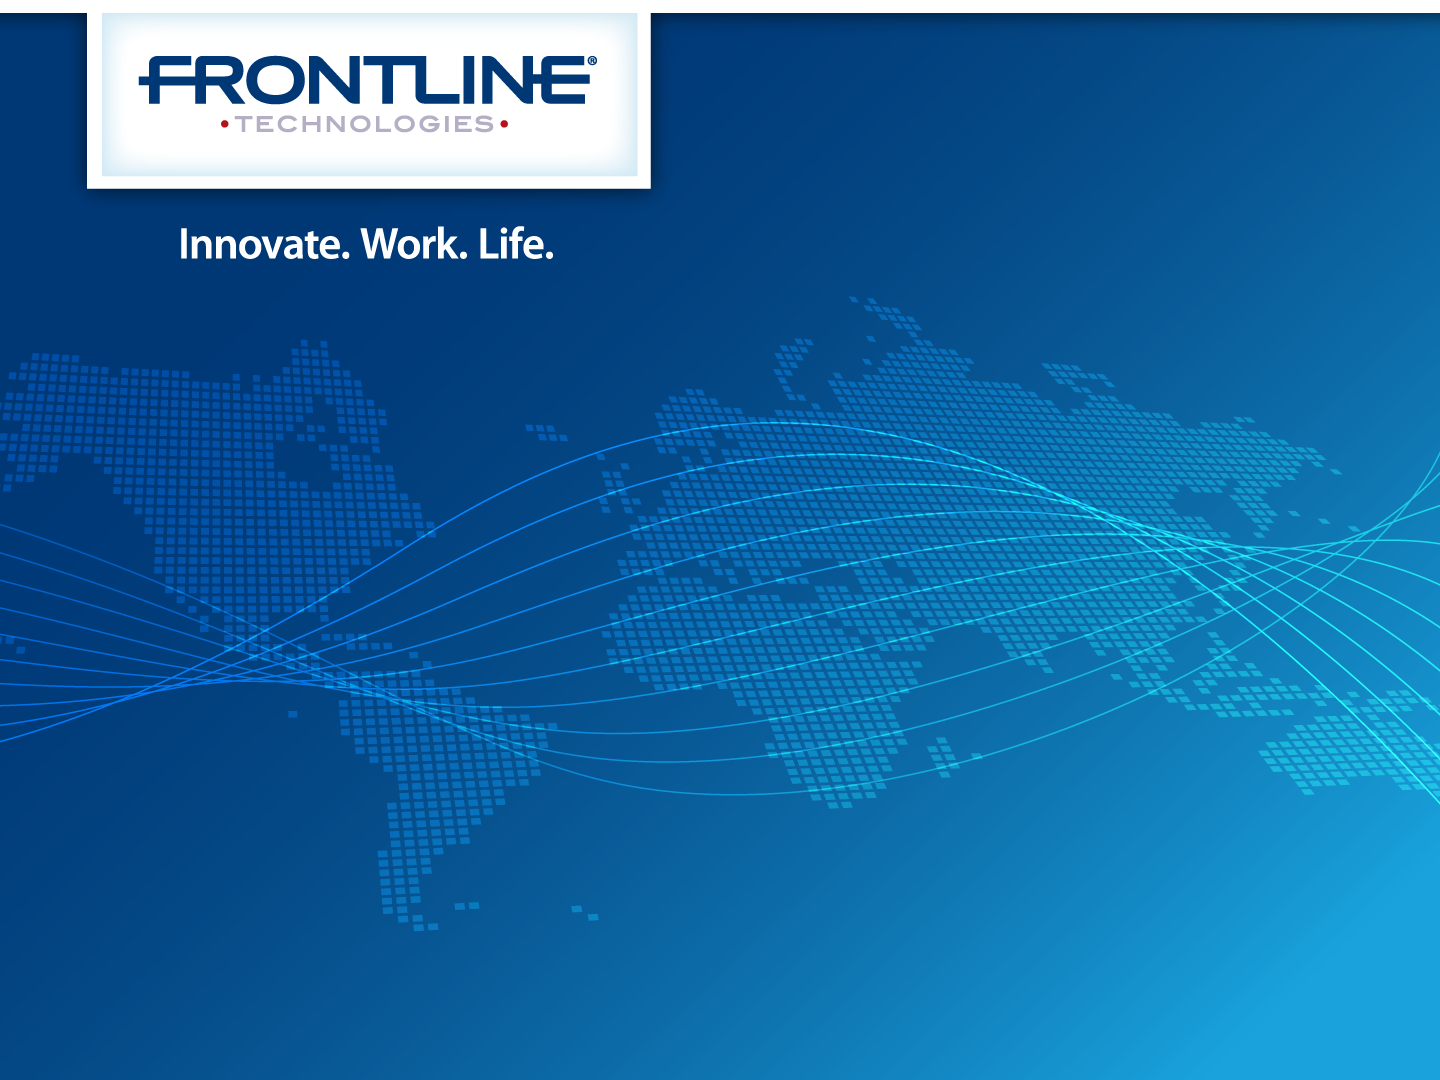 FRONTLINE®
•TECHNOLOGIES•
Innovate. Work. Life.